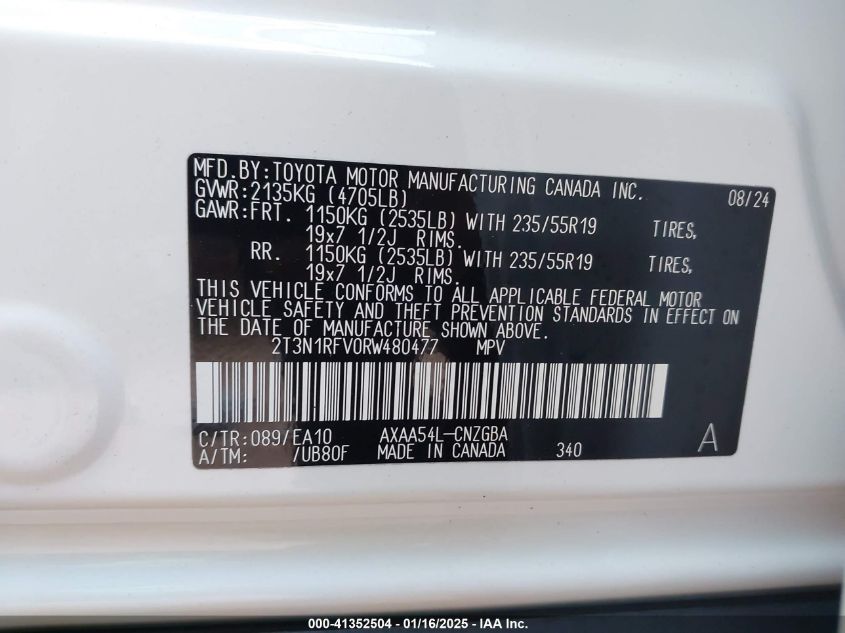 MFD.BY:TOYOTA MOTOR MANUFACTURING CANADA INC. 08/24
GVWR:2135KG (4705LB)
GAWR:FRT. 1150KG (2535LB) WITH 235/55R19 TIRES,
19x7 1/2J RIMS.
RR. 1150KG (2535LB) WITH 235/55R19 TIRES,
19x7 1/2J RIMS.
THIS VEHICLE CONFORMS TO ALL APPLICABLE FEDERAL MOTOR
VEHICLE SAFETY AND THEFT PREVENTION STANDARDS IN EFFECT ON
THE DATE OF MANUFACTURE SHOWN ABOVE.
2T3N1RFV0RW480477 MPV
C/TR:089/EA10 AXAA54L-CNZGBA A
A/TM: /UB80F MADE IN CANADA 340
000-41352504 - 01/16/2025 - IAA Inc.